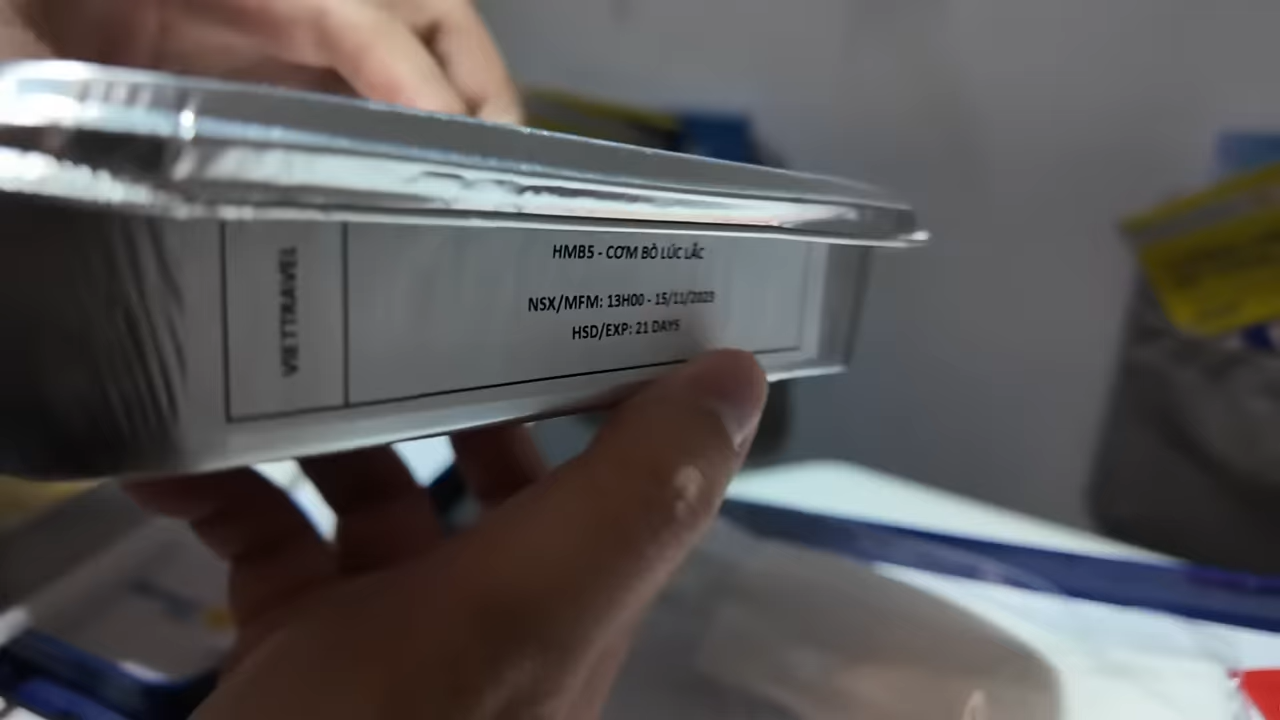 VIETTRAVEL
HMB5 - CƠM BÒ LÚC LẮC
NSX/MFM: 13H00 - 15/11/2023
HSD/EXP: 21 DAYS